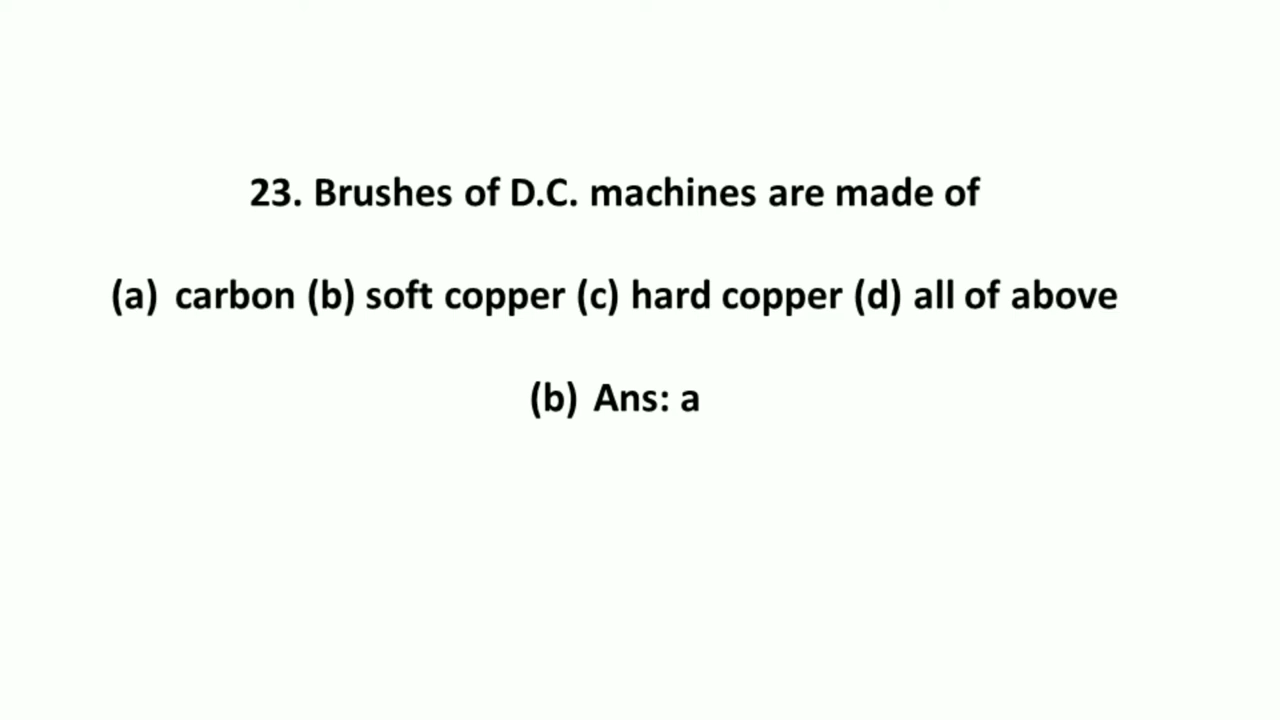 23. Brushes of D.C. machines are made of
(a) carbon (b) soft copper (c) hard copper (d) all of above
(b) Ans: a